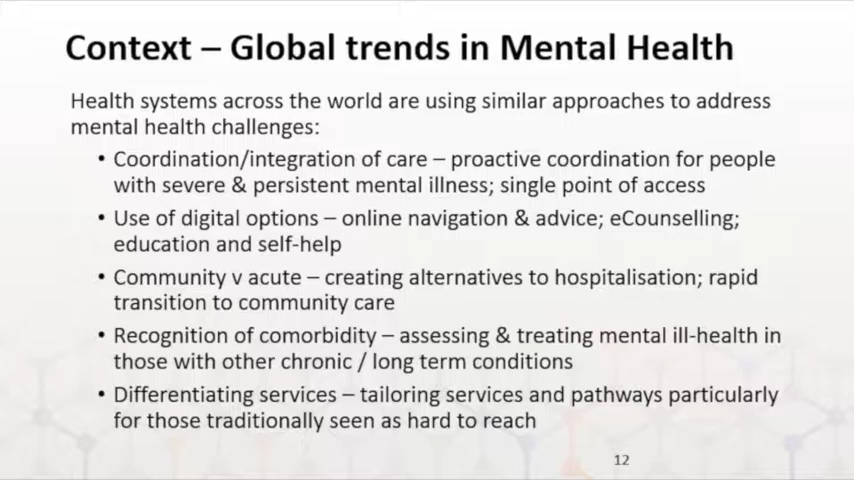 Context – Global trends in Mental Health
Health systems across the world are using similar approaches to address
mental health challenges:
• Coordination/integration of care – proactive coordination for people
with severe & persistent mental illness; single point of access
• Use of digital options – online navigation & advice; eCounselling;
education and self-help
• Community v acute – creating alternatives to hospitalisation; rapid
transition to community care
• Recognition of comorbidity – assessing & treating mental ill-health in
those with other chronic / long term conditions
• Differentiating services – tailoring services and pathways particularly
for those traditionally seen as hard to reach
12